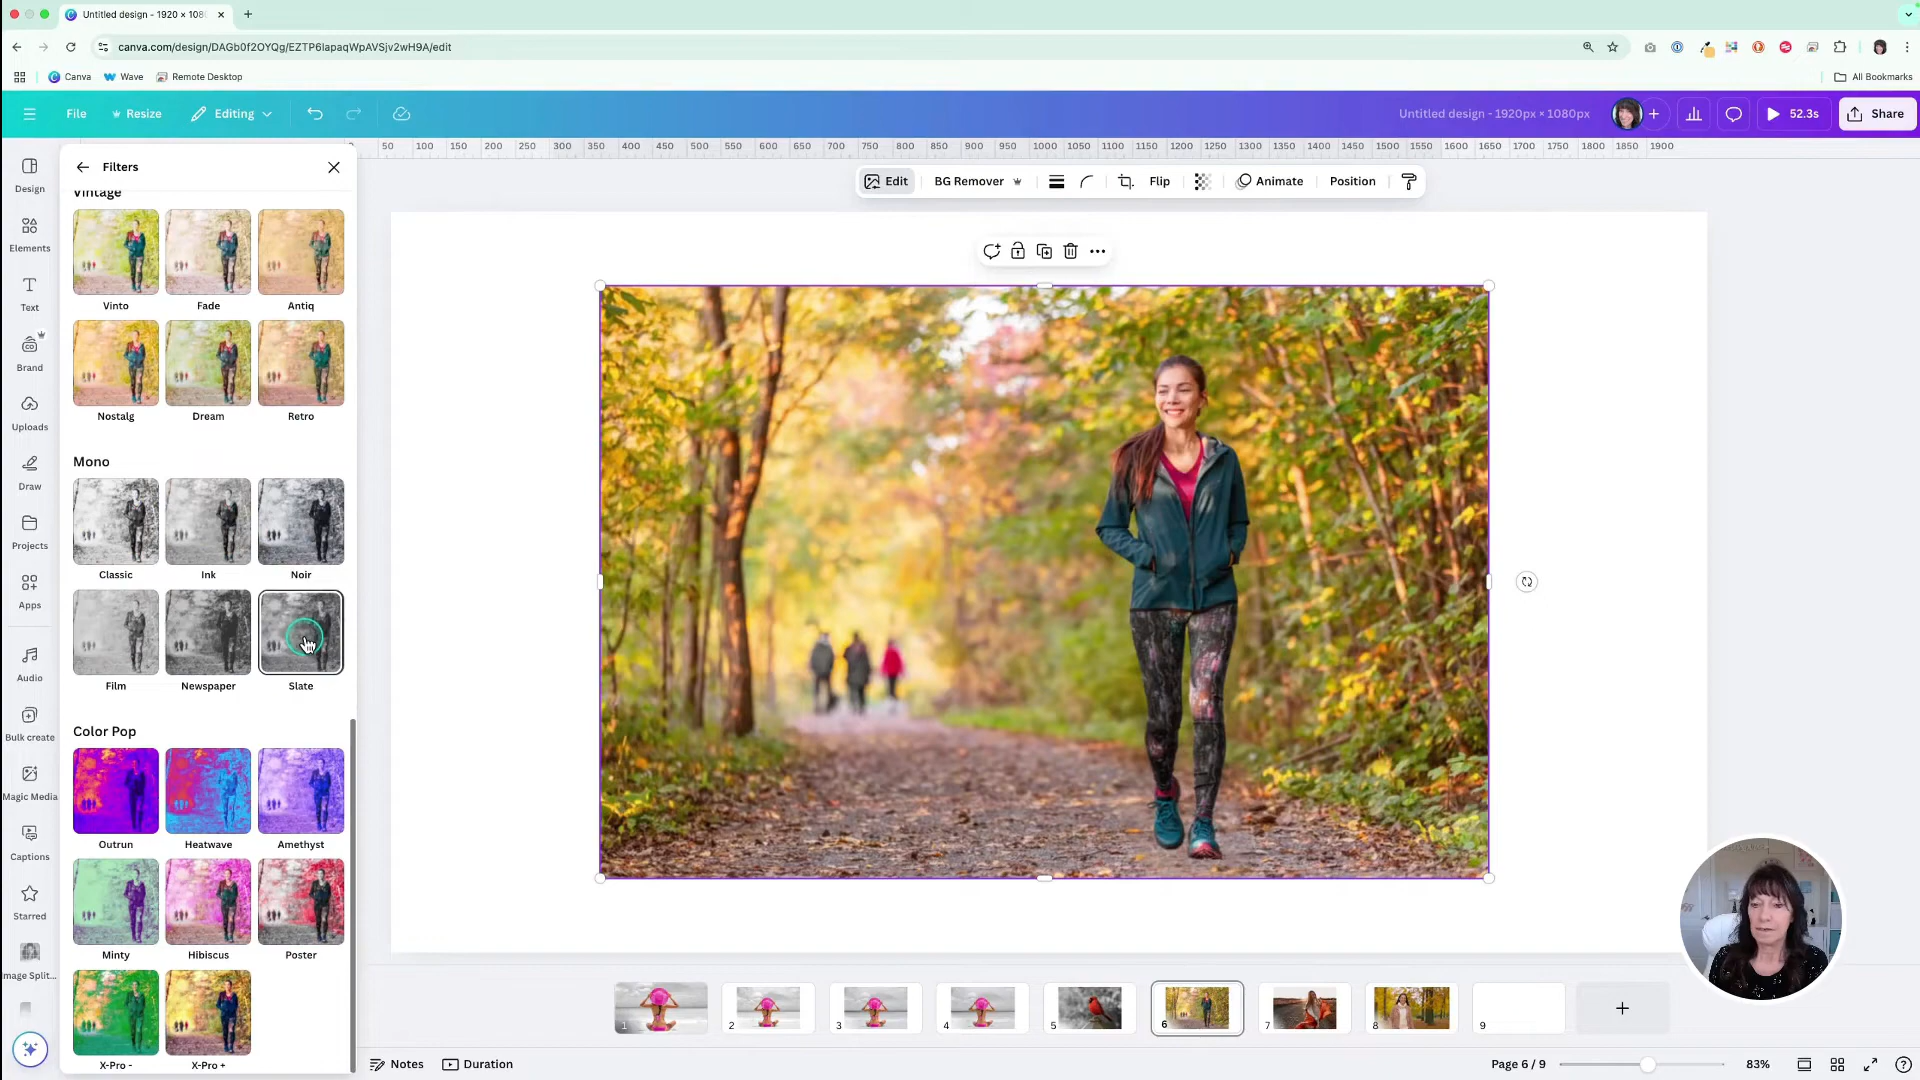 Untitled design - 1920 × 108
canva.com/design/DAGb0f2OYQg/EZTP6IapaqWpAVSjv2wH9A/edit
Canva
Wave
Remote Desktop
All Bookmarks
File
Resize
Editing
Untitled design - 1920px × 1080px
52.3s
Share
50 100 150 200 250 300 350 400 450 500 550 600 650 700 750 800 850 900 950 1000 1050 1100 1150 1200 1250 1300 1350 1400 1450 1500 1550 1600 1650 1700 1750 1800 1850 1900
Filters
Edit
BG Remover
Flip
Animate
Position
Design
Elements
Text
Brand
Uploads
Draw
Projects
Apps
Audio
Bulk create
Magic Media
Captions
Starred
Image Split...
Vintage
Vinto
Fade
Antiq
Nostalg
Dream
Retro
Mono
Classic
Ink
Noir
Film
Newspaper
Slate
Color Pop
Outrun
Heatwave
Amethyst
Minty
Hibiscus
Poster
X-Pro -
X-Pro +
1
2
3
4
5
6
7
8
9
Notes
Duration
Page 6 / 9
83%